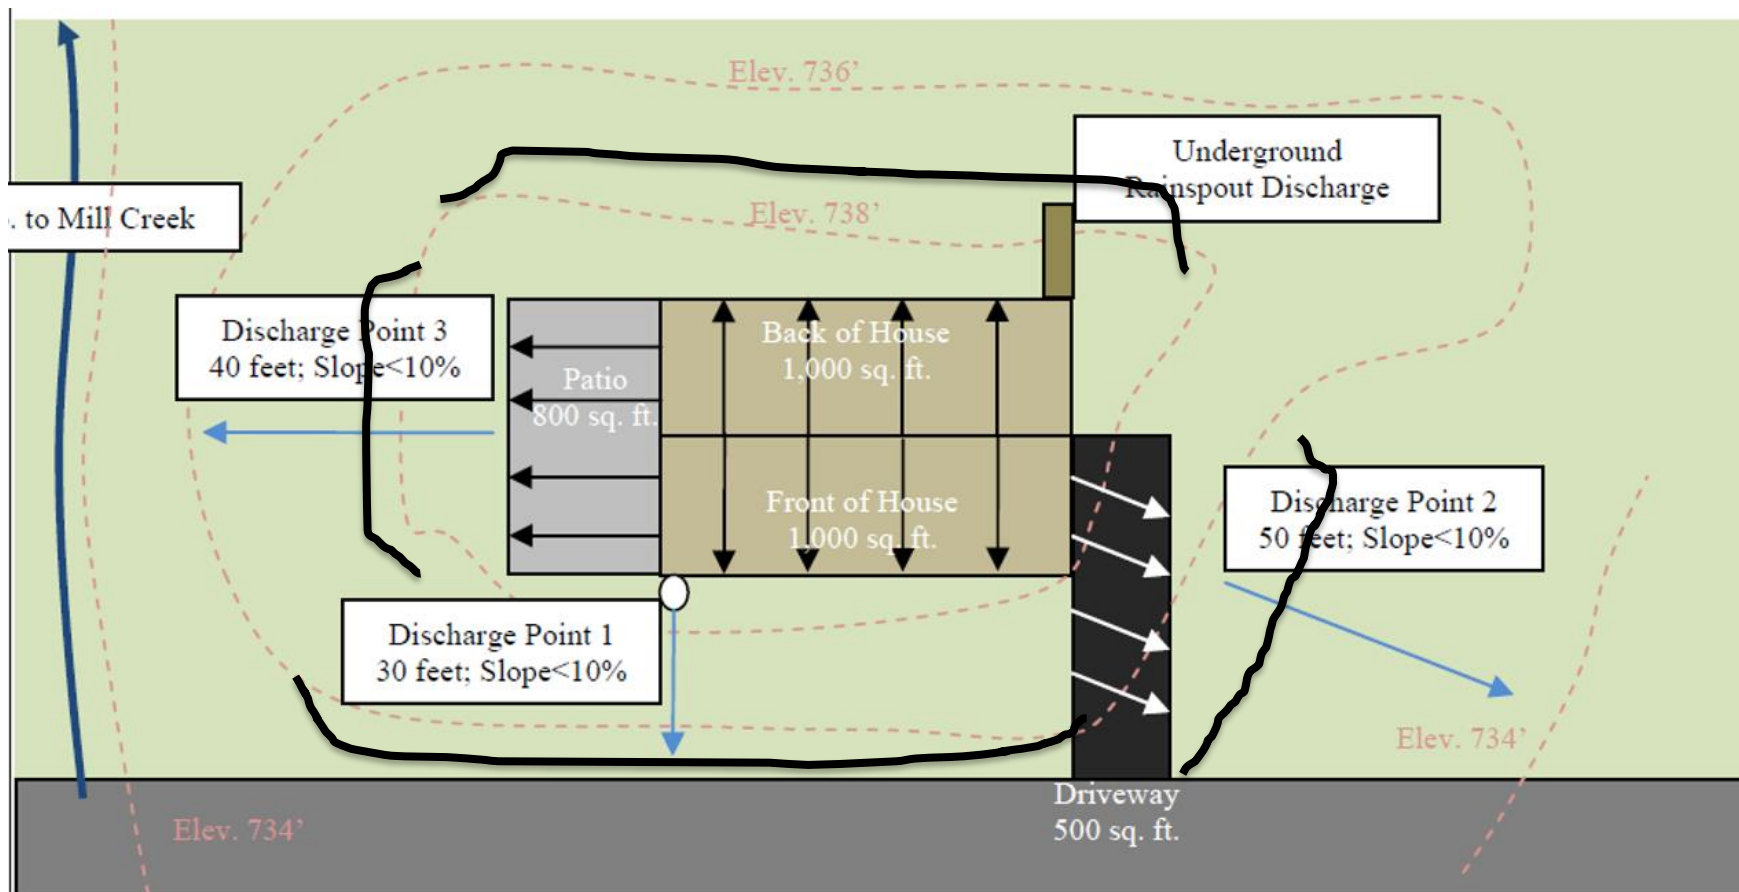 Elev. 736’
Underground
Rainspout Discharge
. to Mill Creek
Elev. 738’
Discharge Point 3
40 feet; Slope<10%
Back of House
1,000 sq. ft.
Patio
800 sq. ft.
Front of House
1,000 sq. ft.
Discharge Point 2
50 feet; Slope<10%
Discharge Point 1
30 feet; Slope<10%
Elev. 734’
Driveway
500 sq. ft.
Elev. 734’